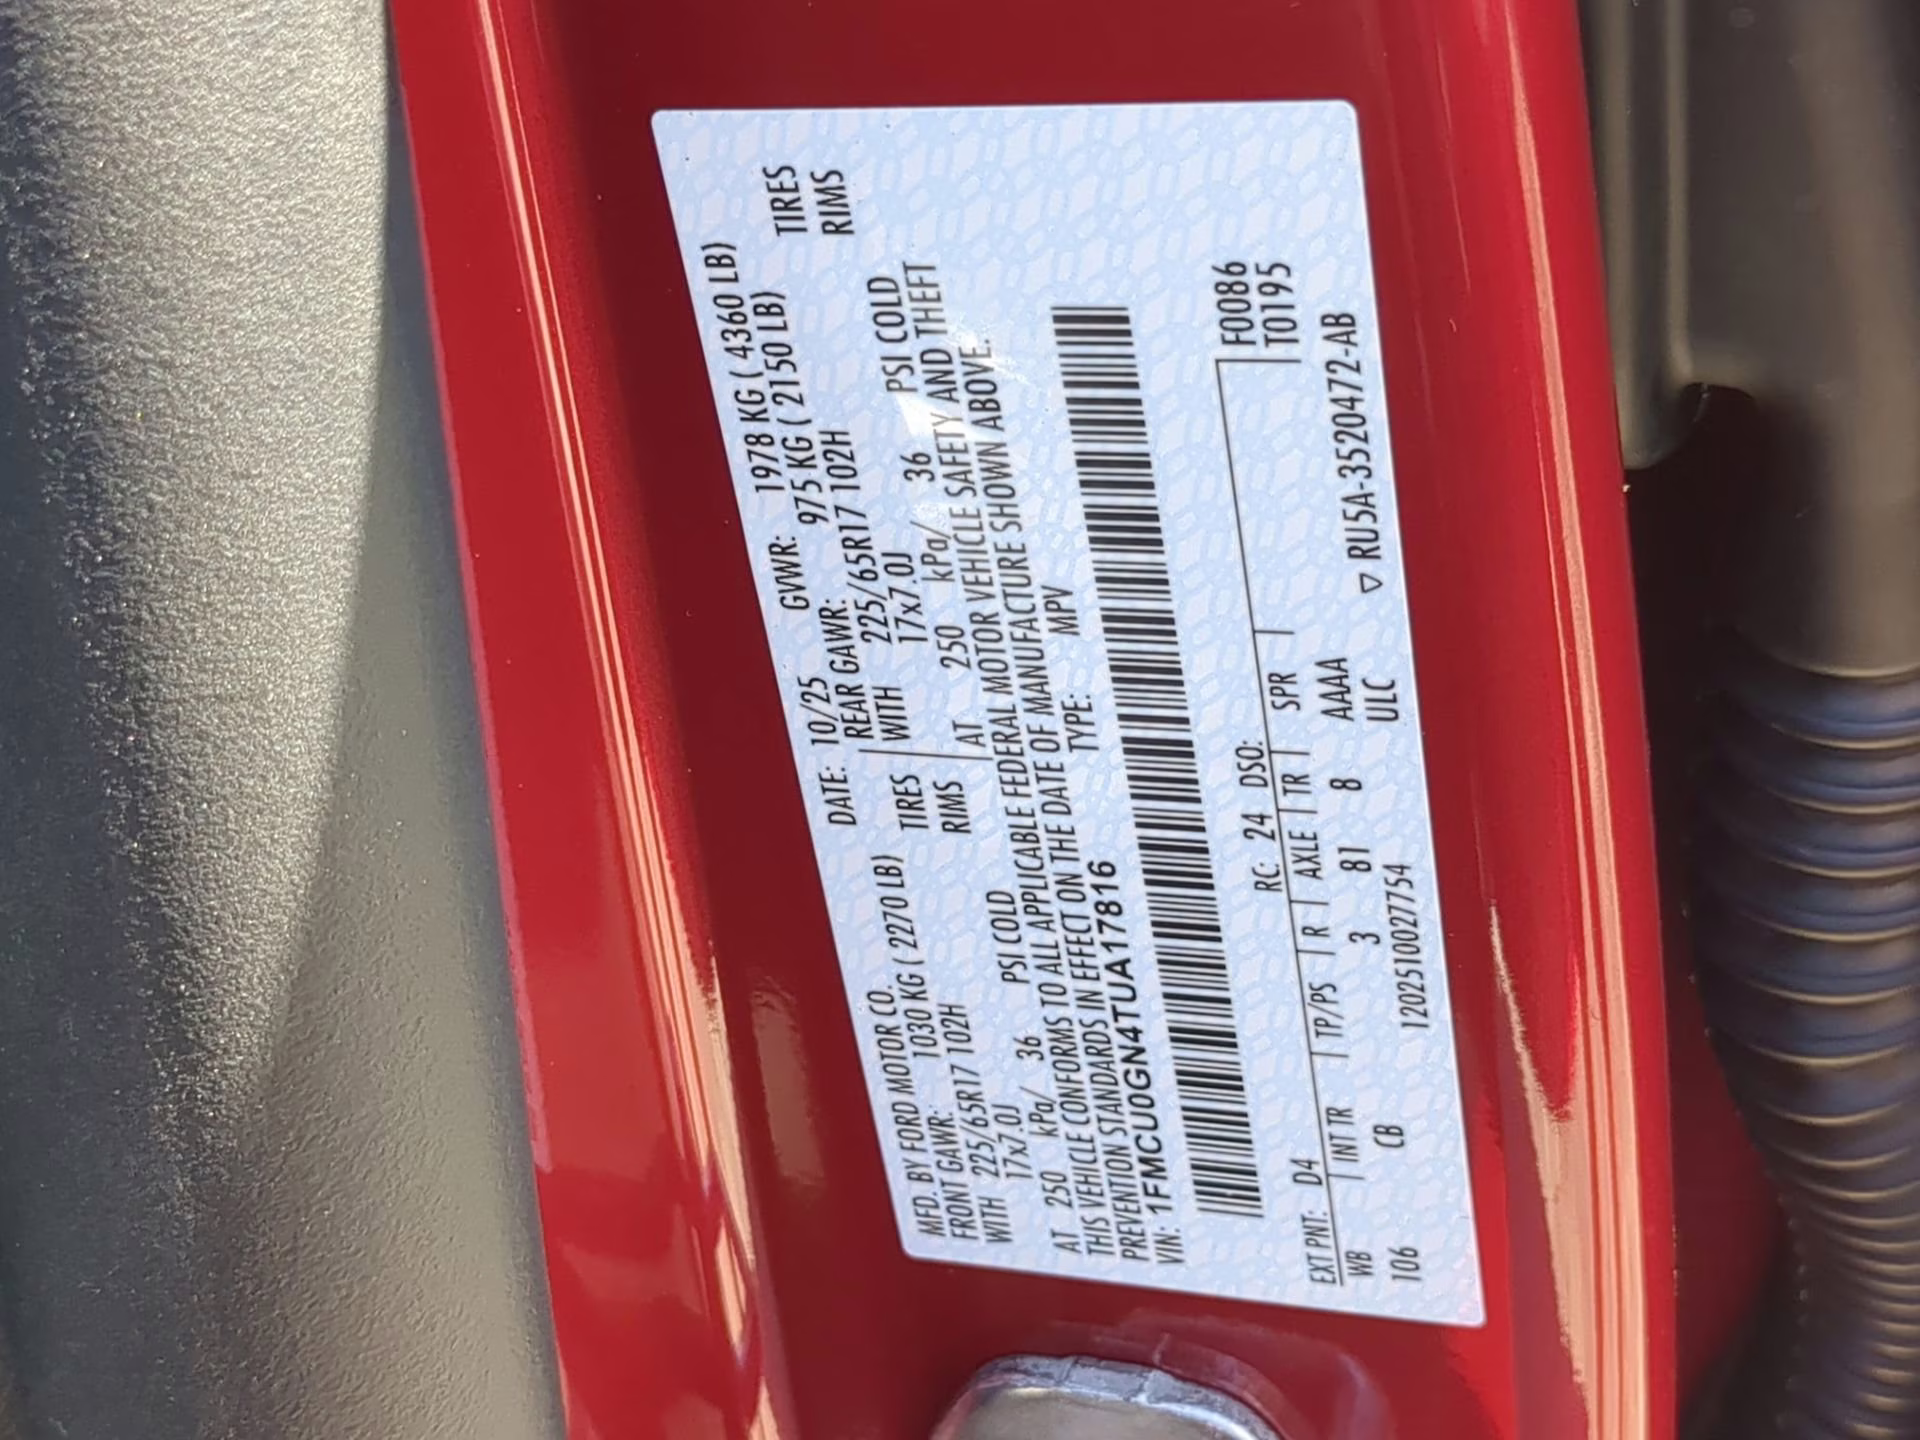 MFD. BY FORD MOTOR CO.
DATE: 10/25 GVWR: 1978 KG ( 4360 LB)
FRONT GAWR: 1030 KG ( 2270 LB)
REAR GAWR: 975 KG ( 2150 LB)
WITH 225/65R17 102H TIRES
WITH 225/65R17 102H TIRES
17x7.0J RIMS
17x7.0J RIMS
AT 250 kPa/ 36 PSI COLD
AT 250 kPa/ 36 PSI COLD
THIS VEHICLE CONFORMS TO ALL APPLICABLE FEDERAL MOTOR VEHICLE SAFETY AND THEFT
PREVENTION STANDARDS IN EFFECT ON THE DATE OF MANUFACTURE SHOWN ABOVE.
VIN: 1FMCU0GN4TUA17816 TYPE: MPV
F0086
T0195
EXT PNT: D4 RC: 24 DSO:
WB INT TR TP/PS R AXLE TR SPR
106 CB 3 81 8 AAAA
1202510027754 ULC ▽ RU5A-3520472-AB